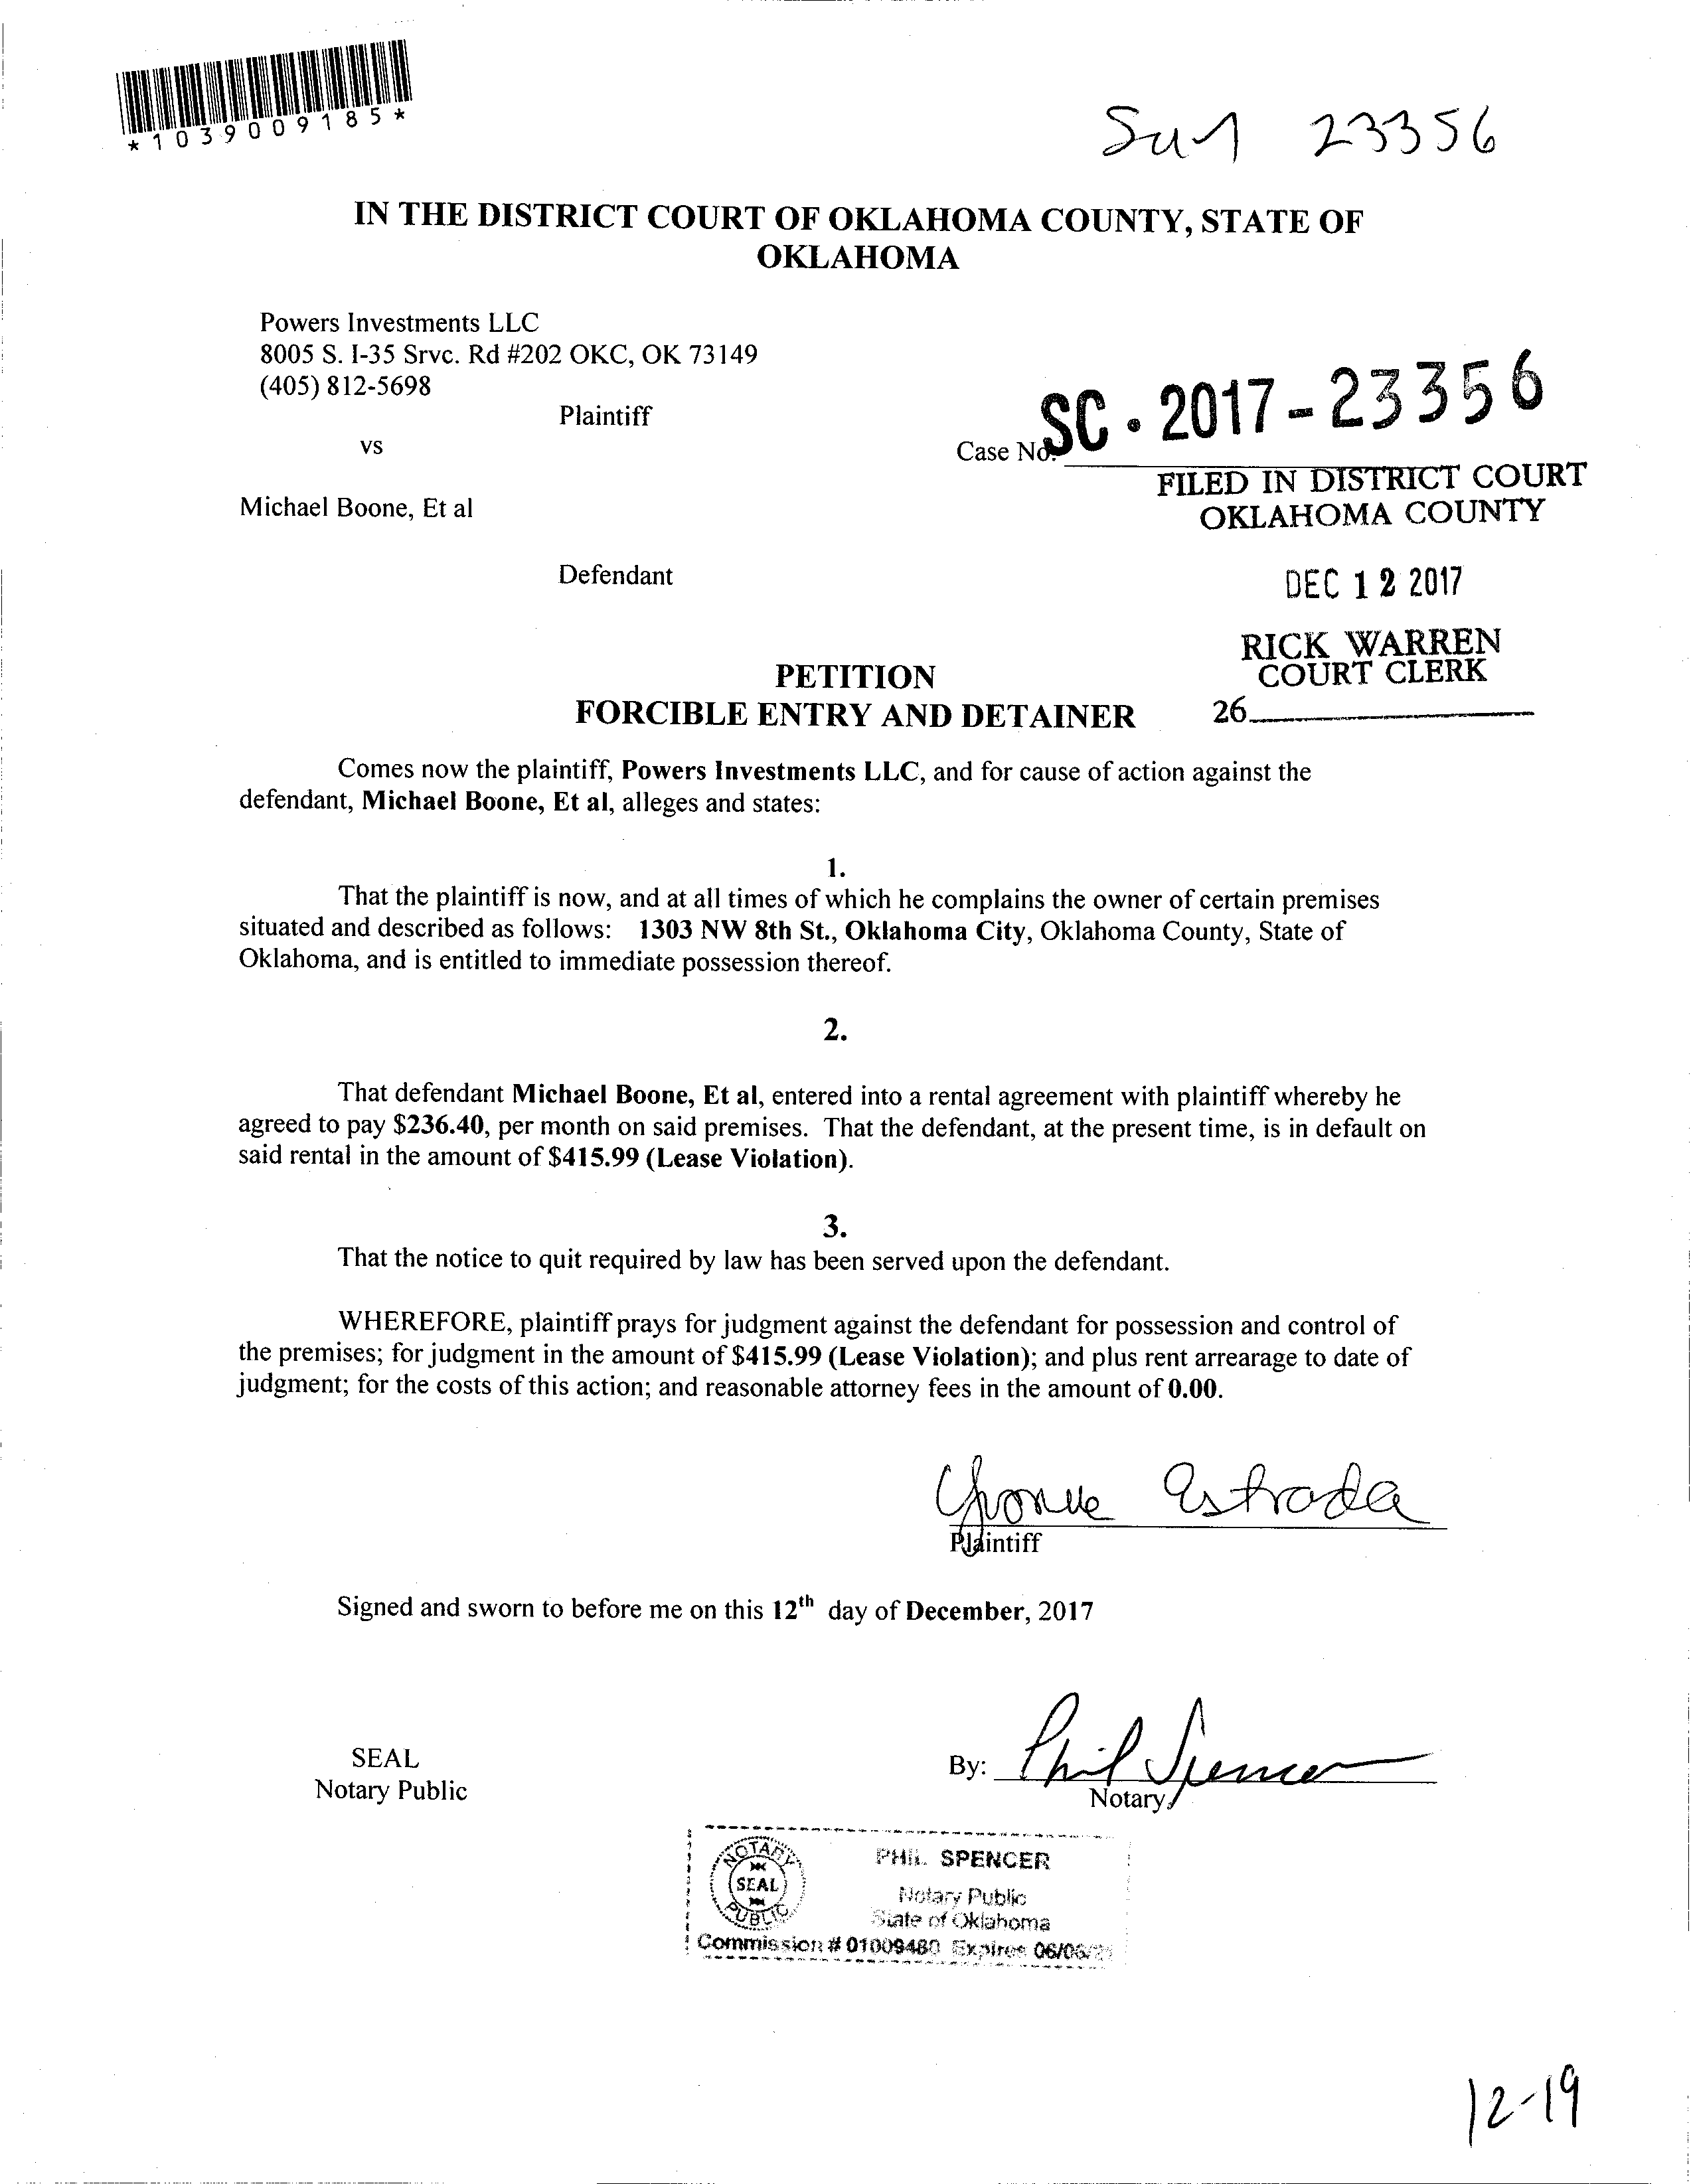 *1039009185*
23356
IN THE DISTRICT COURT OF OKLAHOMA COUNTY, STATE OF
OKLAHOMA
Powers Investments LLC
8005 S. I-35 Srvc. Rd #202 OKC, OK 73149
(405) 812-5698
Plaintiff
vs
Case No. SC - 2017 - 23356
FILED IN DISTRICT COURT
OKLAHOMA COUNTY
Michael Boone, Et al
Defendant
DEC 12 2017
RICK WARREN
COURT CLERK
26
PETITION
FORCIBLE ENTRY AND DETAINER
Comes now the plaintiff, Powers Investments LLC, and for cause of action against the
defendant, Michael Boone, Et al, alleges and states:
1.
That the plaintiff is now, and at all times of which he complains the owner of certain premises
situated and described as follows: 1303 NW 8th St., Oklahoma City, Oklahoma County, State of
Oklahoma, and is entitled to immediate possession thereof.
2.
That defendant Michael Boone, Et al, entered into a rental agreement with plaintiff whereby he
agreed to pay $236.40, per month on said premises. That the defendant, at the present time, is in default on
said rental in the amount of $415.99 (Lease Violation).
3.
That the notice to quit required by law has been served upon the defendant.
WHEREFORE, plaintiff prays for judgment against the defendant for possession and control of
the premises; for judgment in the amount of $415.99 (Lease Violation); and plus rent arrearage to date of
judgment; for the costs of this action; and reasonable attorney fees in the amount of 0.00.
Yvonne Estrada
Plaintiff
Signed and sworn to before me on this 12th day of December, 2017
SEAL
Notary Public
By: Phil Spencer
Notary
NOTARY
SEAL
PUBLIC
PHIL SPENCER
Notary Public
State of Oklahoma
Commission # 01009480 Expires 06/06/
12-19